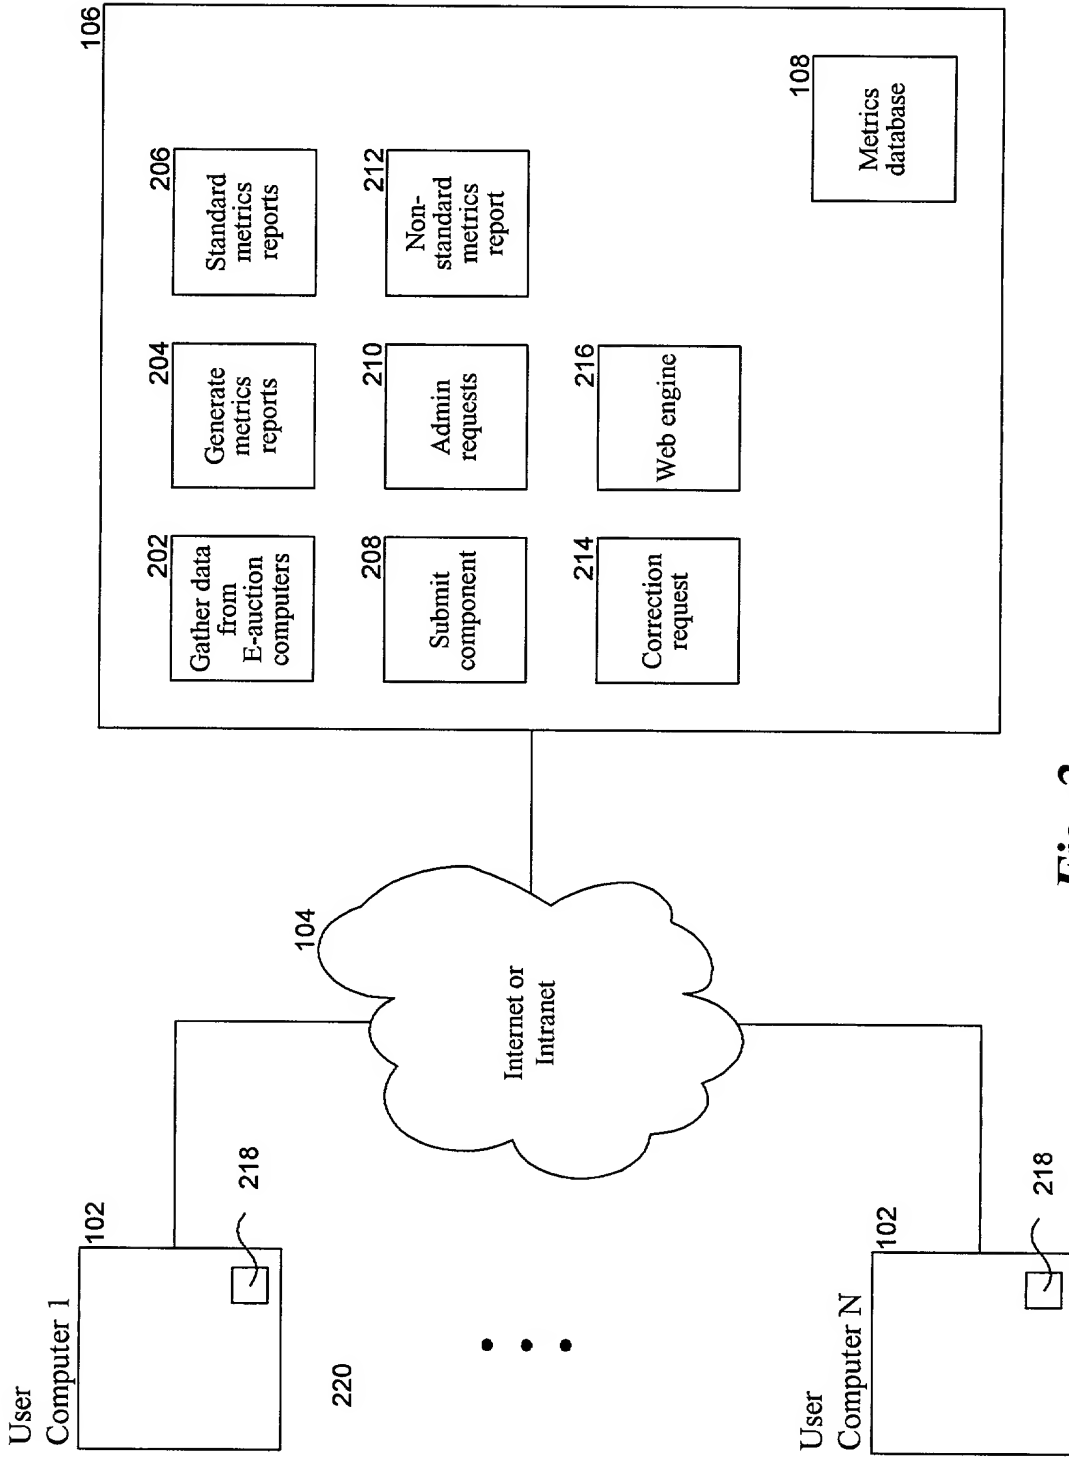 User
Computer 1
102
218
220
User
Computer N
102
218
104
Internet or
Intranet
106
202
Gather data
from
E-auction
computers
204
Generate
metrics
reports
206
Standard
metrics
reports
208
Submit
component
210
Admin
requests
212
Non-
standard
metrics
report
214
Correction
request
216
Web engine
108
Metrics
database